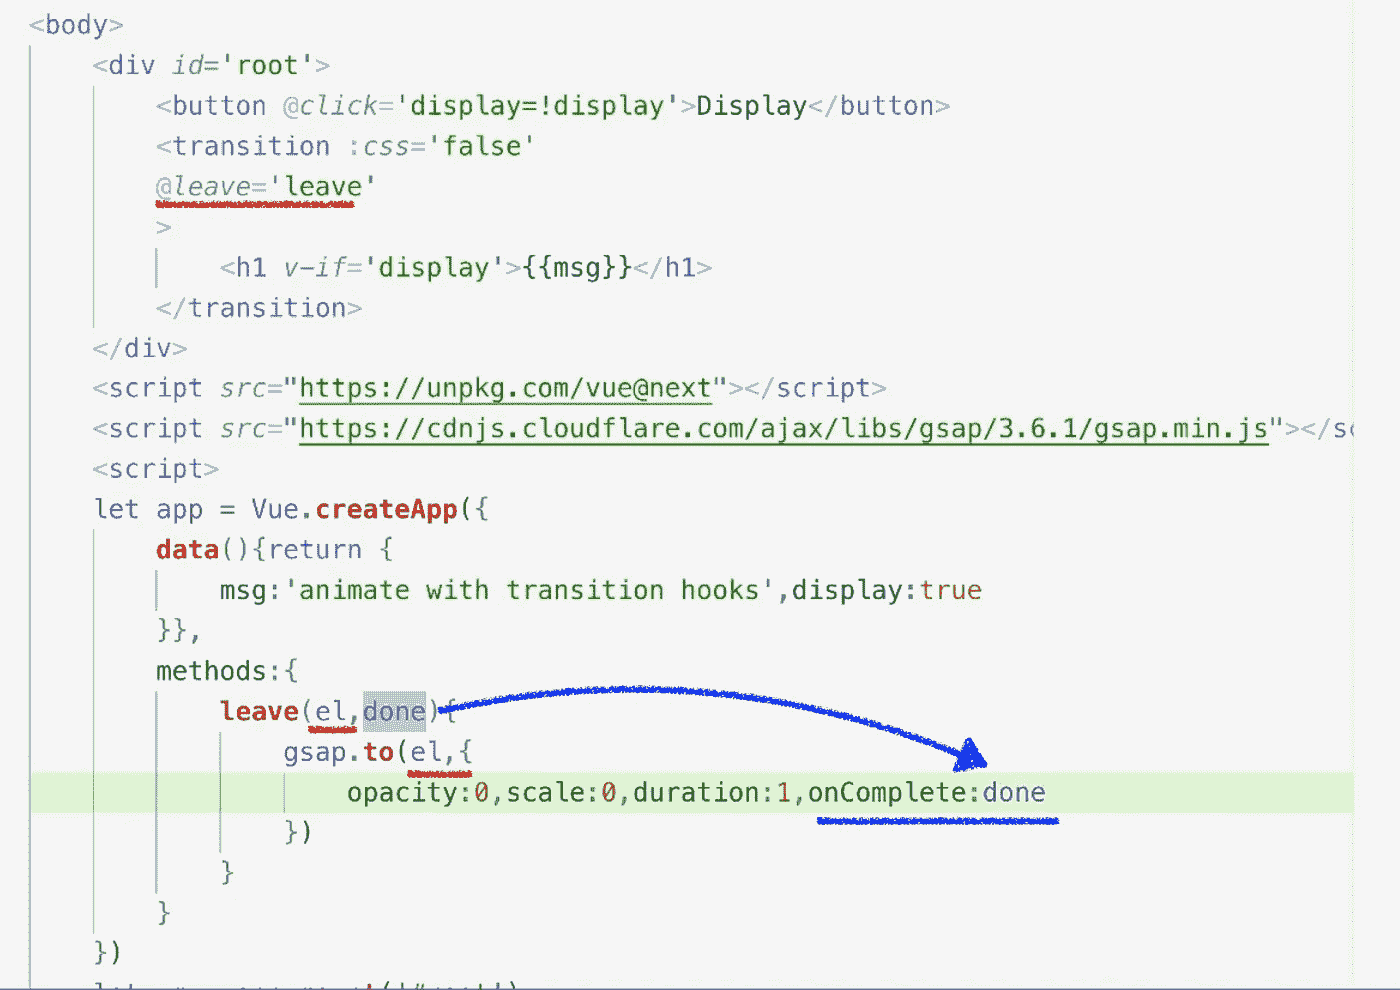 <body>
<div id='root'>
<button @click='display=!display'>Display</button>
<transition :css='false'
@leave='leave'
>
<h1 v-if='display'>{{msg}}</h1>
</transition>
</div>
<script src="https://unpkg.com/vue@next"></script>
<script src="https://cdnjs.cloudflare.com/ajax/libs/gsap/3.6.1/gsap.min.js"></sc
<script>
let app = Vue.createApp({
data(){return {
msg:'animate with transition hooks',display:true
}},
methods:{
leave(el,done){
gsap.to(el,{
opacity:0,scale:0,duration:1,onComplete:done
})
}
}
})